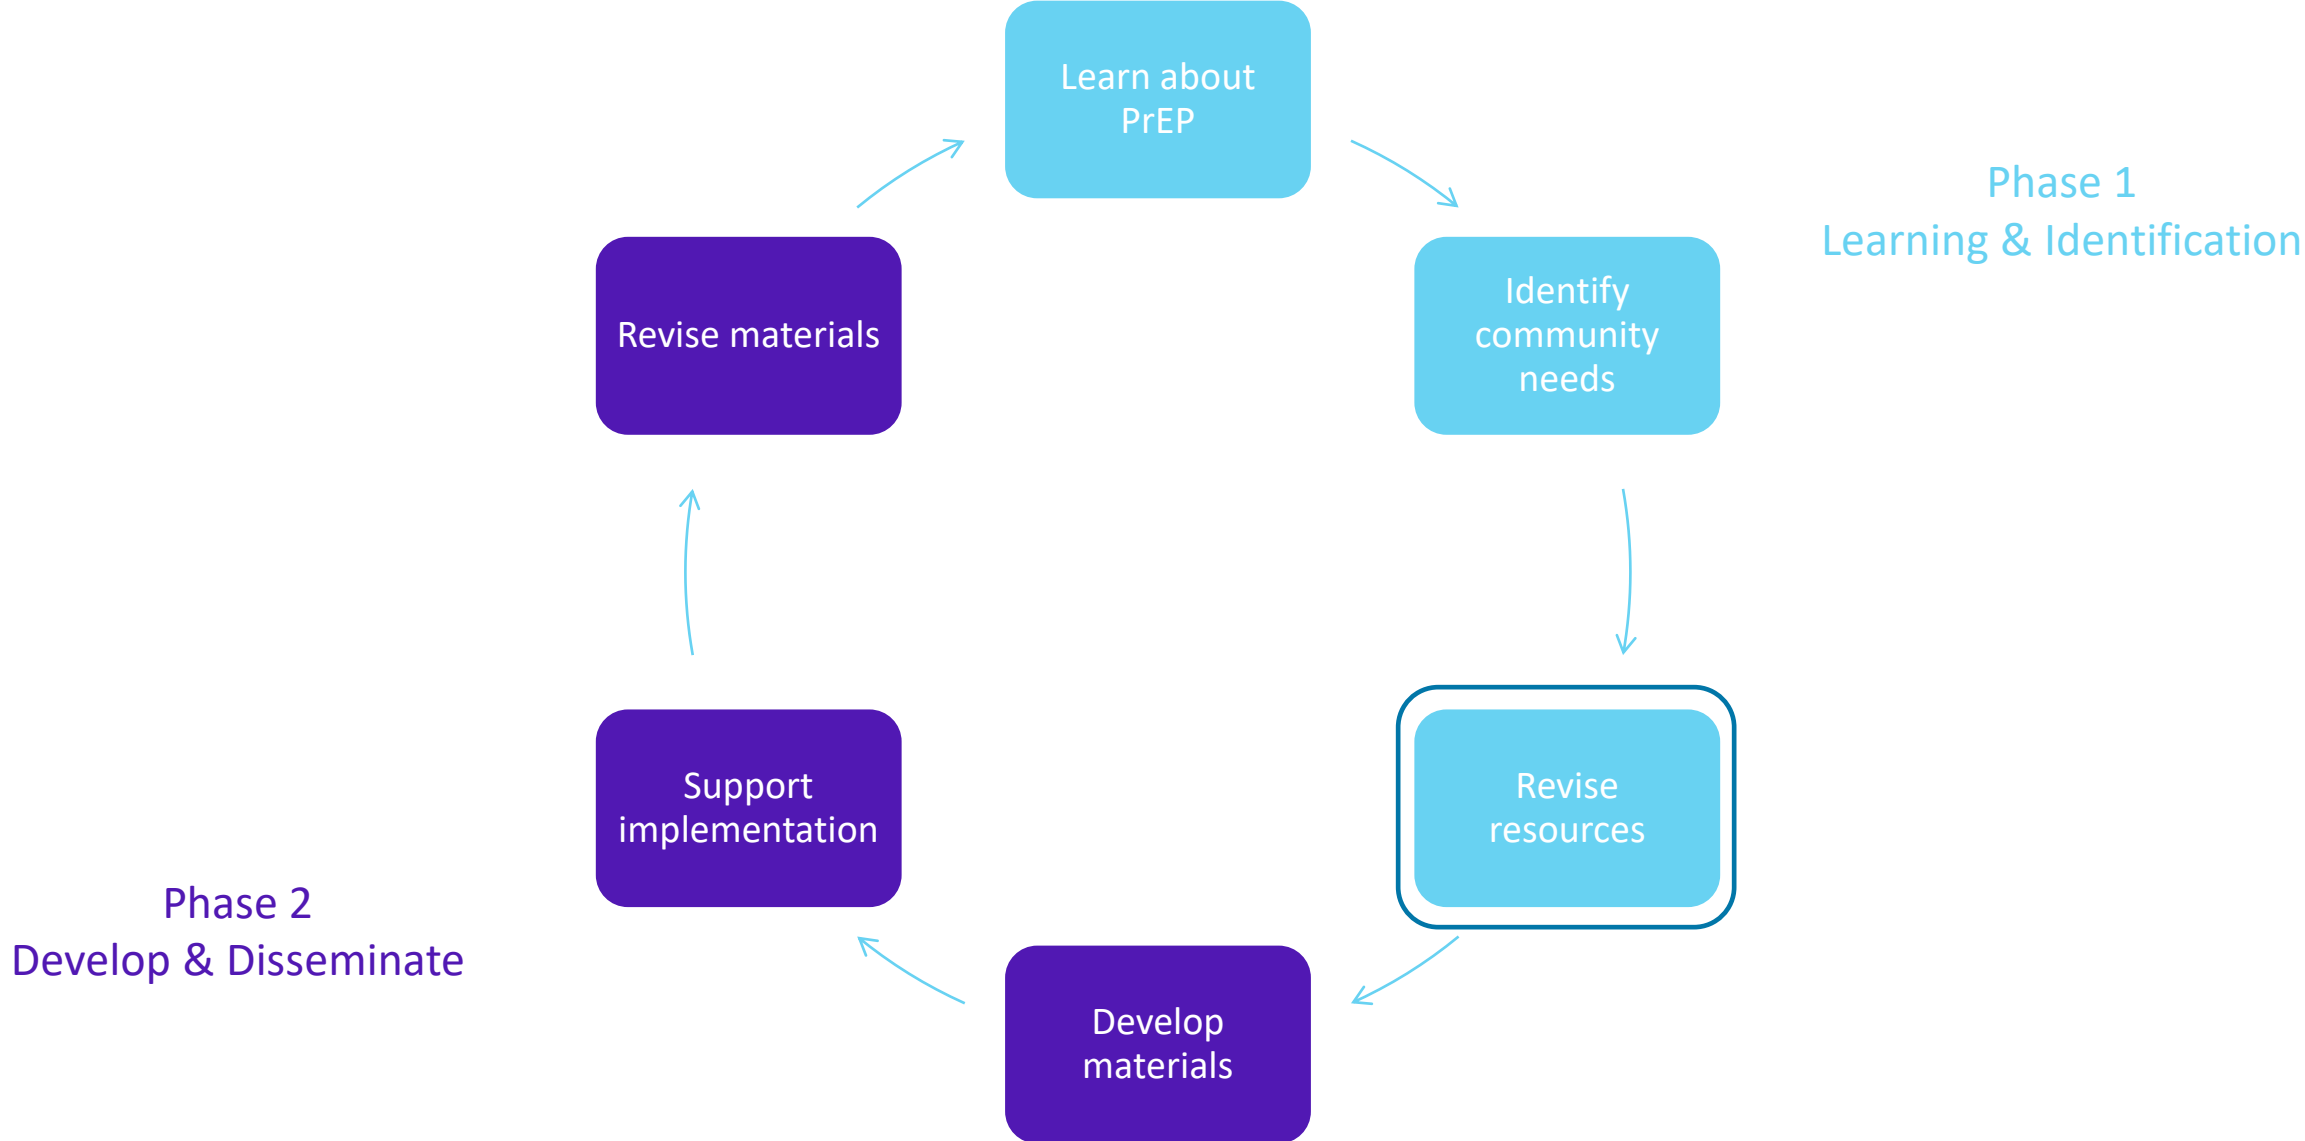 Learn about
PrEP
Phase 1
Learning & Identification
Identify
community
needs
Revise
resources
Develop
materials
Support
implementation
Revise materials
Phase 2
Develop & Disseminate